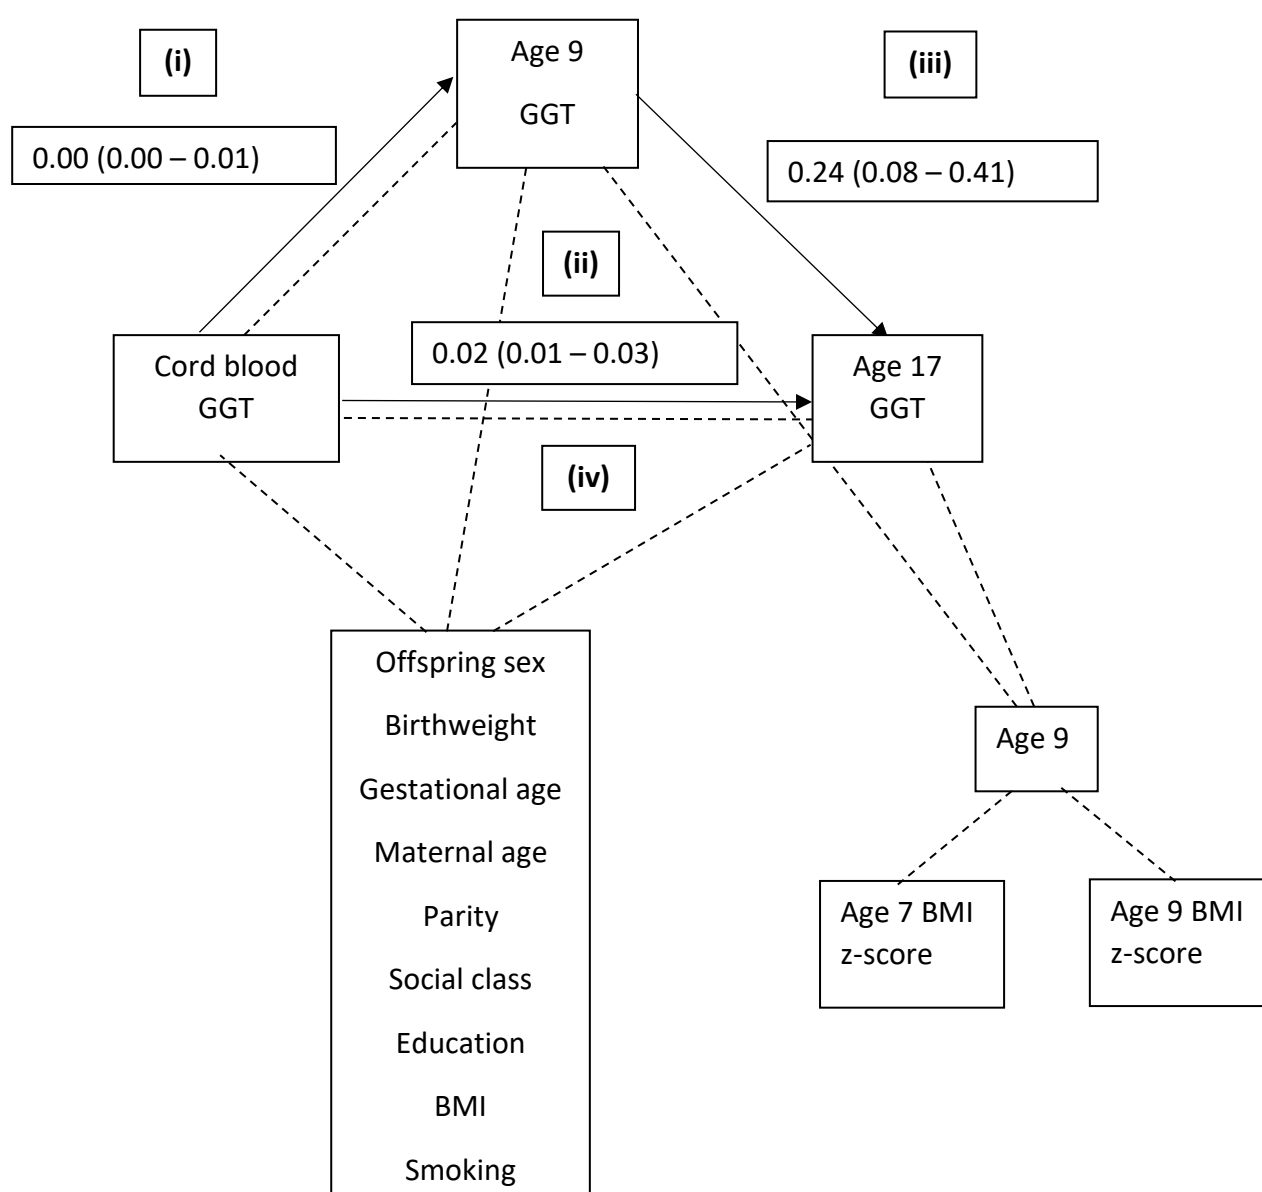 (i)
Age 9
GGT
(iii)
0.00 (0.00 – 0.01)
0.24 (0.08 – 0.41)
(ii)
0.02 (0.01 – 0.03)
Cord blood
GGT
Age 17
GGT
(iv)
Offspring sex
Birthweight
Gestational age
Maternal age
Parity
Social class
Education
BMI
Smoking
Age 9
Age 7 BMI
z-score
Age 9 BMI
z-score